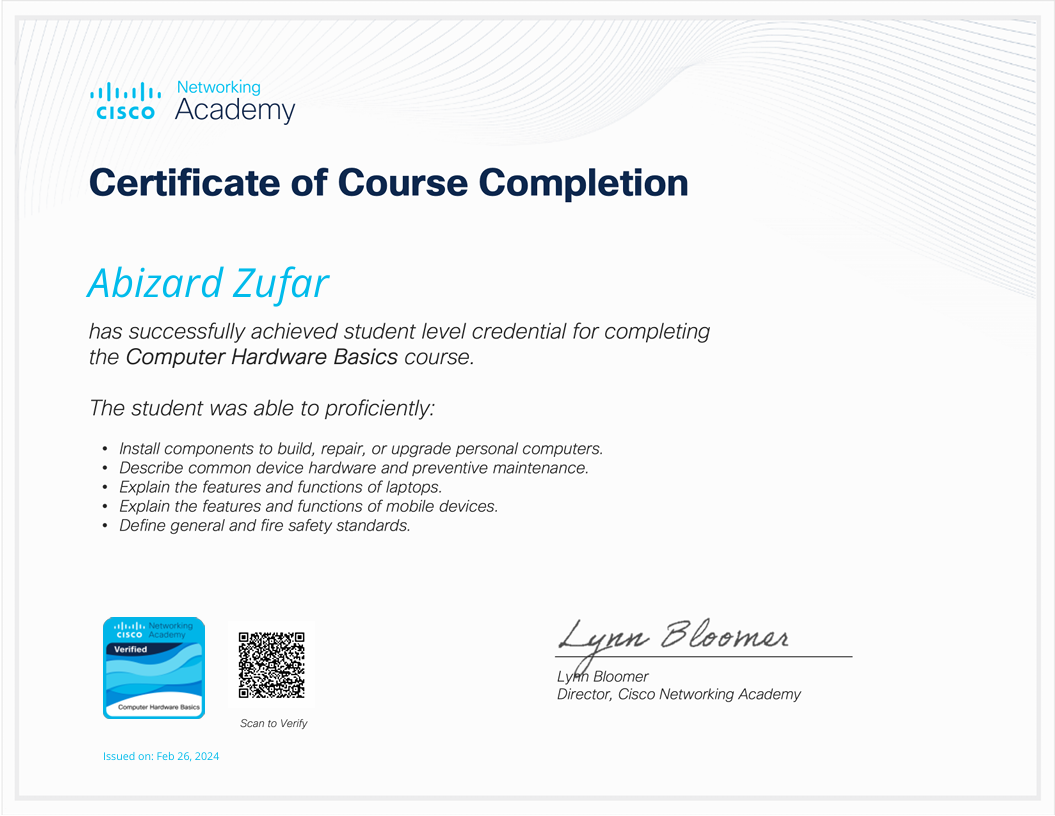 Networking
CISCO Academy
Certificate of Course Completion
Abizard Zufar
has successfully achieved student level credential for completing
the Computer Hardware Basics course.
The student was able to proficiently:
• Install components to build, repair, or upgrade personal computers.
• Describe common device hardware and preventive maintenance.
• Explain the features and functions of laptops.
• Explain the features and functions of mobile devices.
• Define general and fire safety standards.
Networking
CISCO Academy
Verified
Computer Hardware Basics
Scan to Verify
Lynn Bloomer
Lynn Bloomer
Director, Cisco Networking Academy
Issued on: Feb 26, 2024